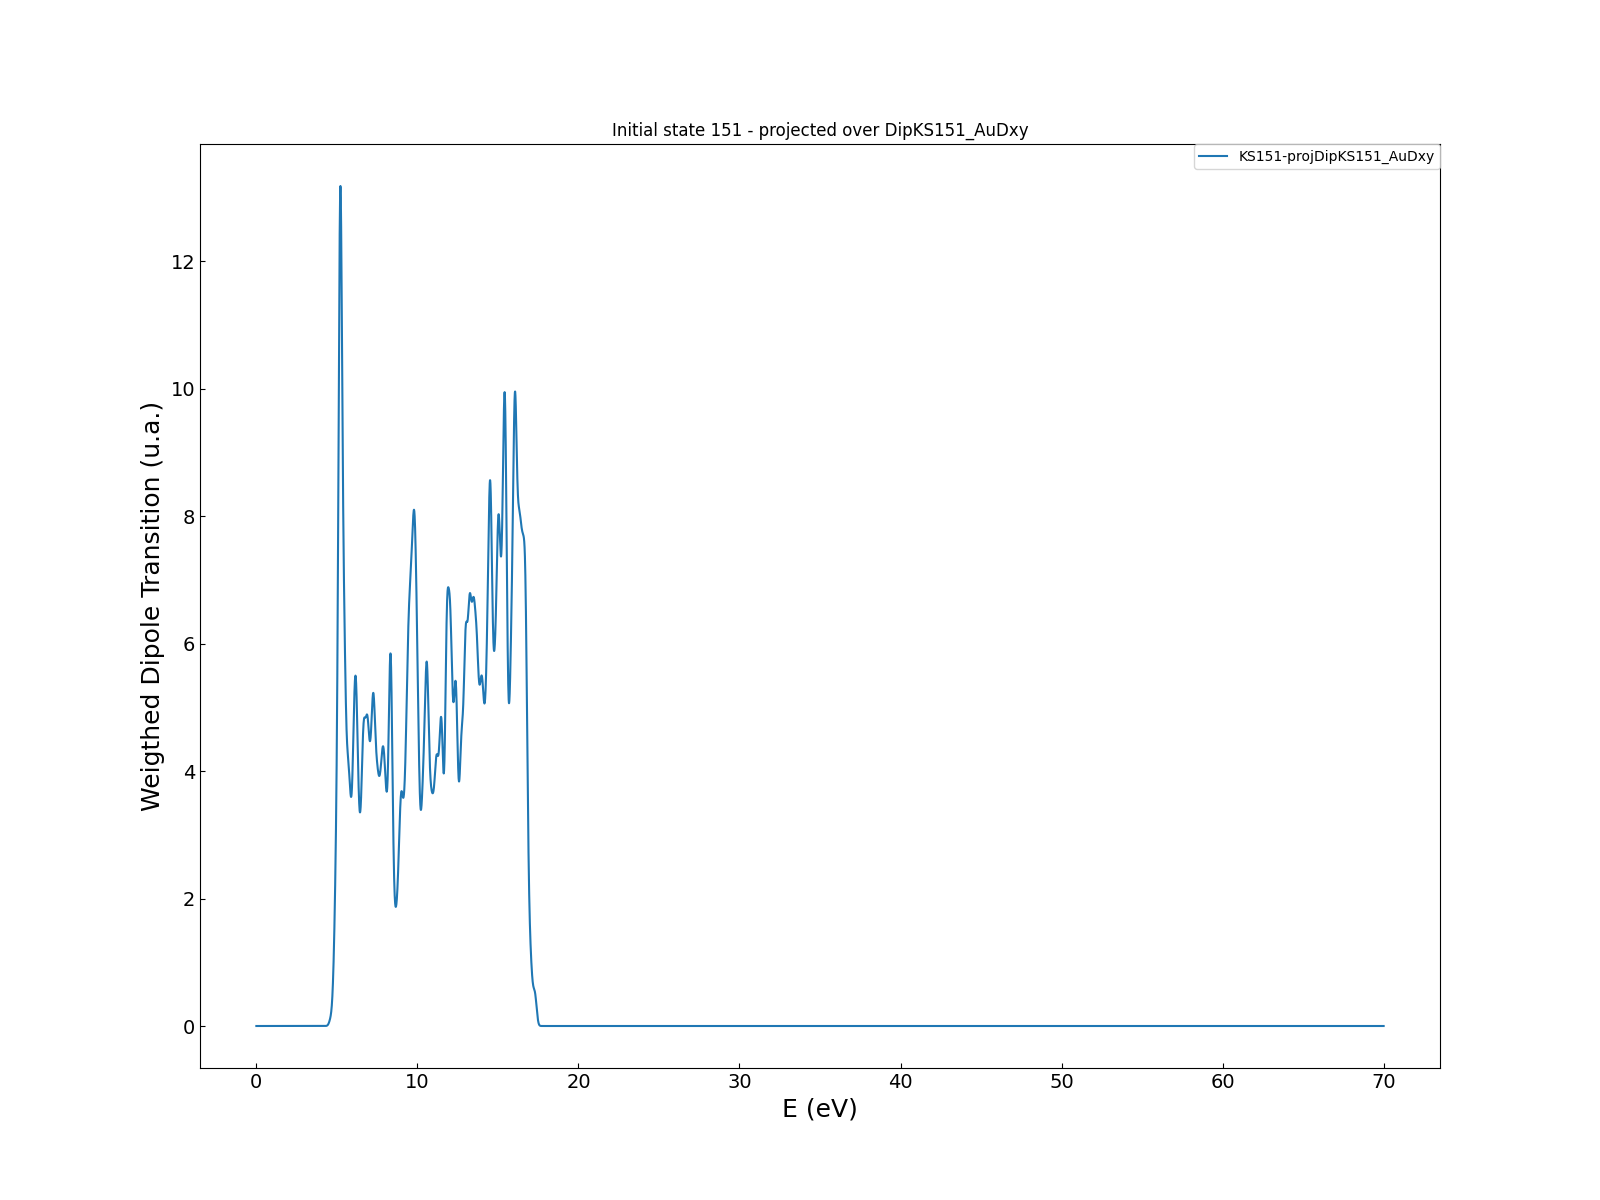 Initial state 151 - projected over DipKS151_AuDxy
KS151-projDipKS151_AuDxy
Weigthed Dipole Transition (u.a.)
12
10
8
6
4
2
0
0 10 20 30 40 50 60 70
E (eV)